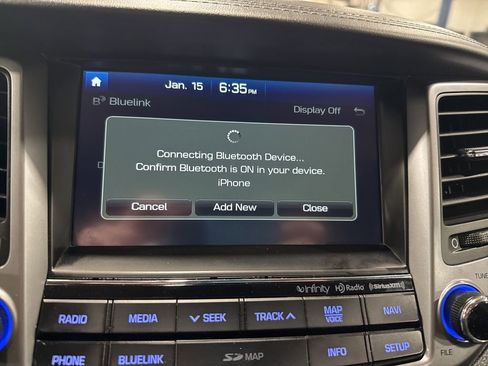 Jan. 15 6:35PM
Bluelink
Display Off
Connecting Bluetooth Device...
Confirm Bluetooth is ON in your device.
iPhone
Cancel Add New Close
Infinity HD Radio ((SiriusXM))
RADIO MEDIA SEEK TRACK MAP VOICE NAVI
PHONE BLUELINK SD MAP INFO SETUP
TUNE
FILE